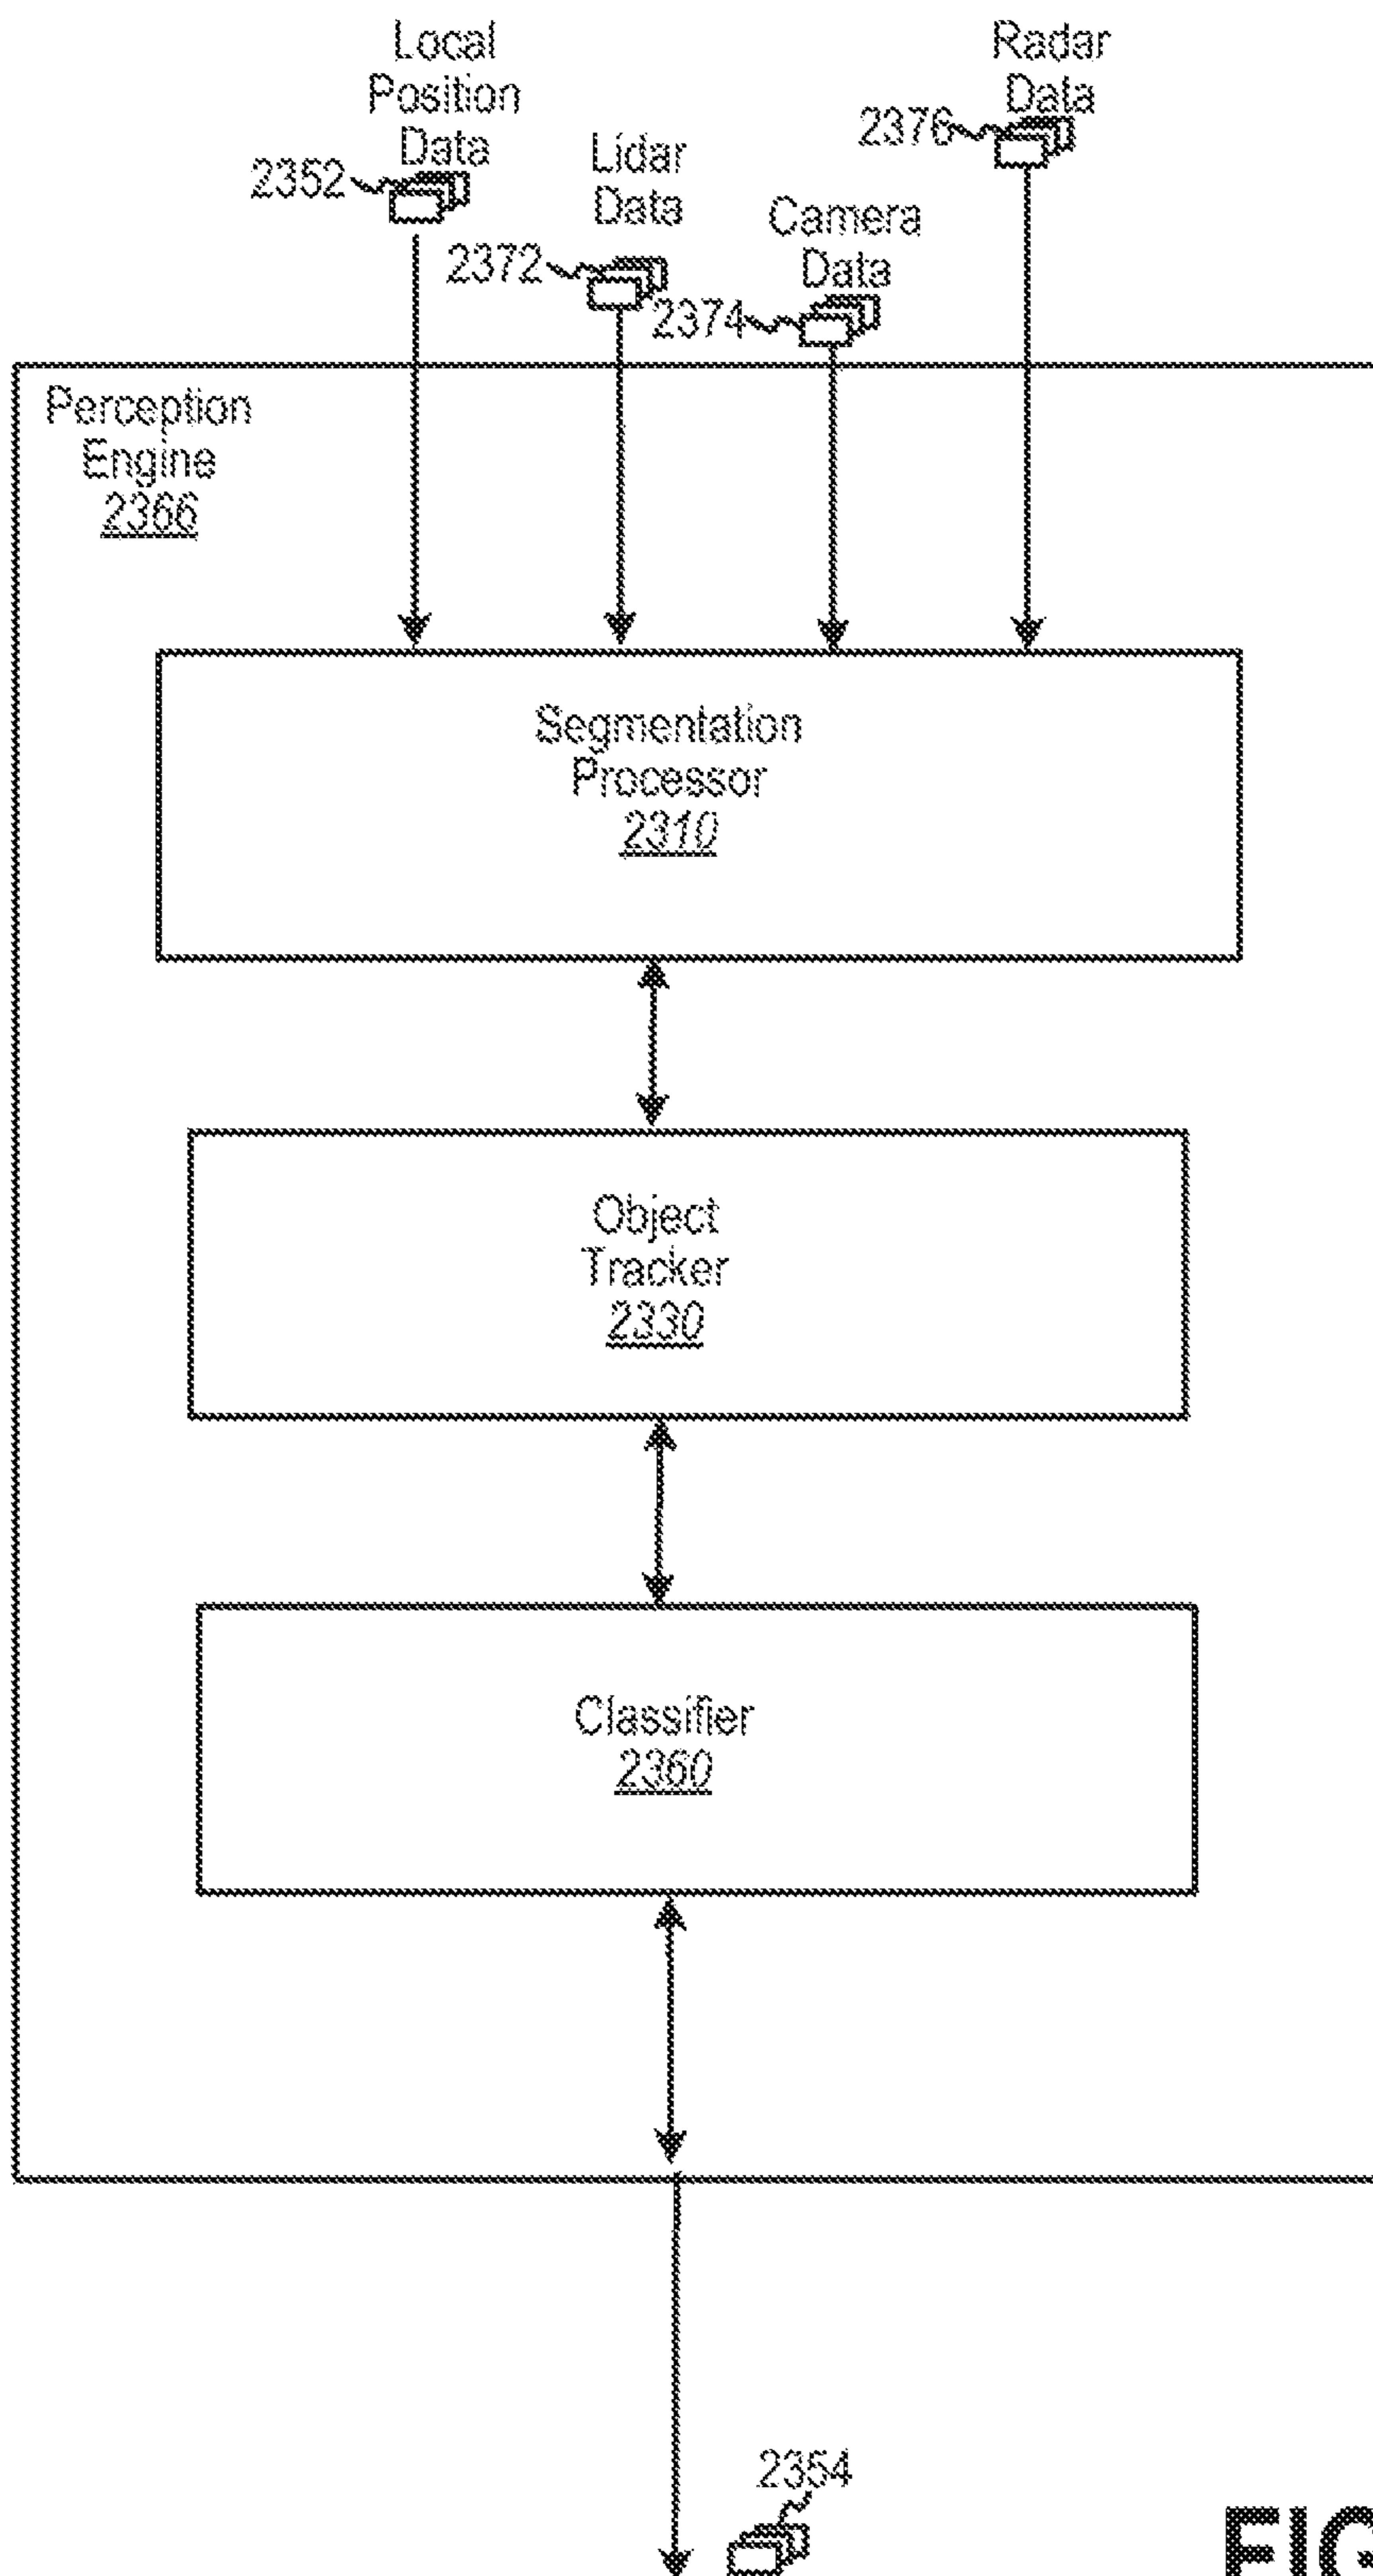 Local
Position
Data
2352
Lidar
Data
2372
Camera
Data
2374
Radar
Data
2376
Perception
Engine
2366
Segmentation
Processor
2310
Object
Tracker
2330
Classifier
2360
2354
FIG